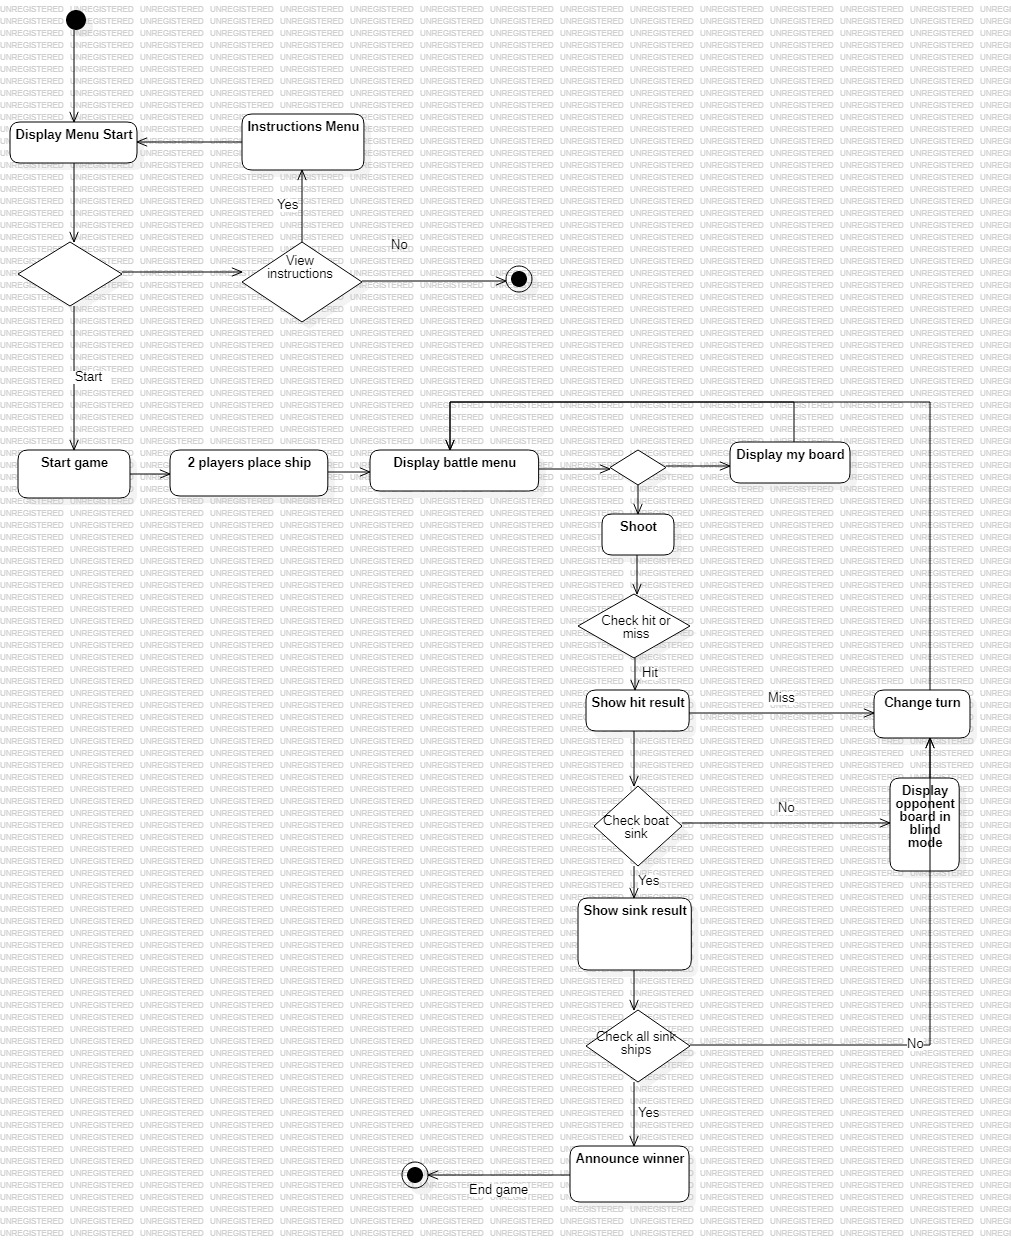 Display Menu Start
Instructions Menu
Yes
No
View
instructions
Start
Start game
2 players place ship
Display battle menu
Display my board
Shoot
Check hit or
miss
Hit
Show hit result
Miss
Change turn
Check boat
sink
No
Display
opponent
board in
blind
mode
Yes
Show sink result
Check all sink
ships
No
Yes
Announce winner
End game
UNREGISTERED